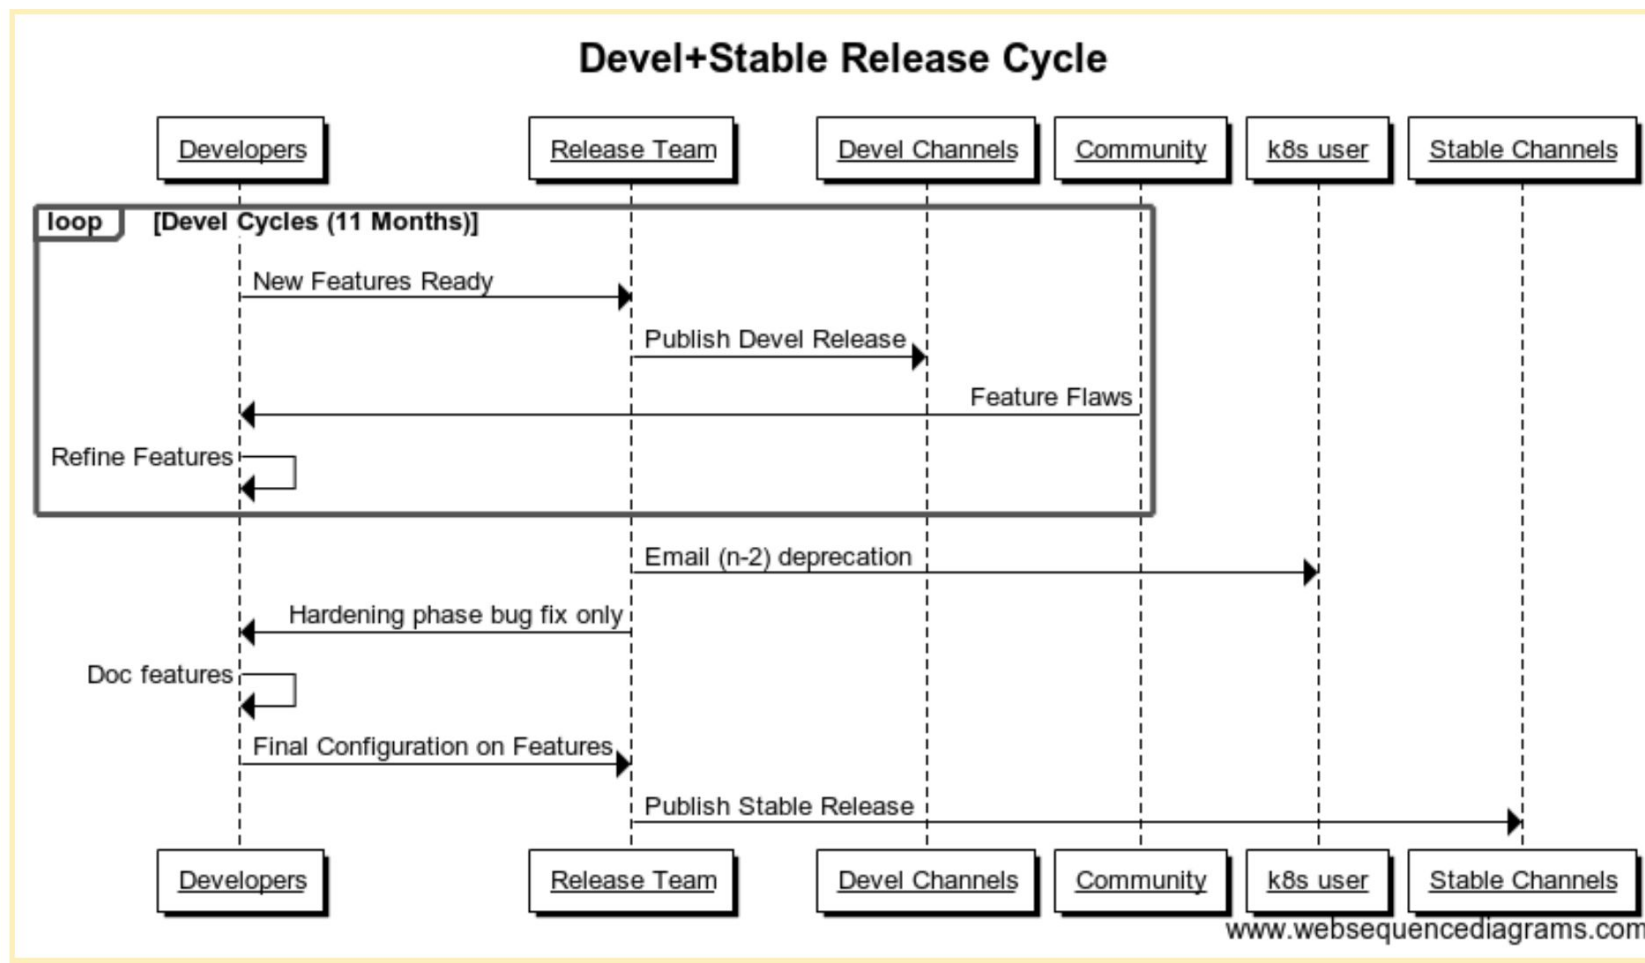 Devel+Stable Release Cycle
Developers
Release Team
Devel Channels
Community
k8s user
Stable Channels
loop
[Devel Cycles (11 Months)]
New Features Ready
Publish Devel Release
Feature Flaws
Refine Features
Email (n-2) deprecation
Hardening phase bug fix only
Doc features
Final Configuration on Features
Publish Stable Release
Developers
Release Team
Devel Channels
Community
k8s user
Stable Channels
www.websequencediagrams.com